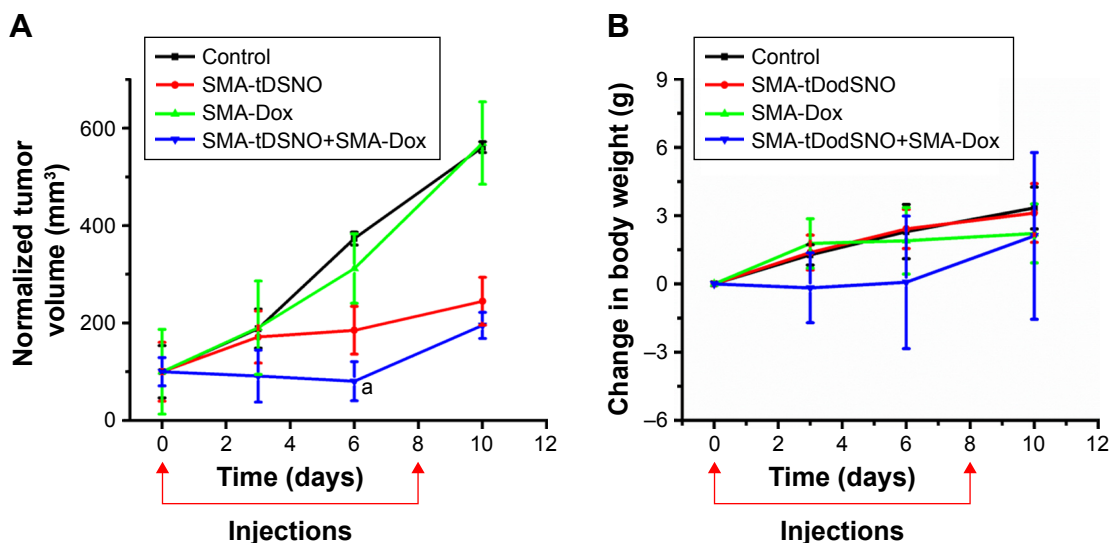 A
Control
SMA-tDSNO
SMA-Dox
SMA-tDSNO+SMA-Dox
Normalized tumor
volume (mm³)
600
400
200
0
a
0 2 4 6 8 10 12
Time (days)
Injections
B
Control
SMA-tDodSNO
SMA-Dox
SMA-tDodSNO+SMA-Dox
Change in body weight (g)
9
6
3
0
–3
–6
0 2 4 6 8 10 12
Time (days)
Injections